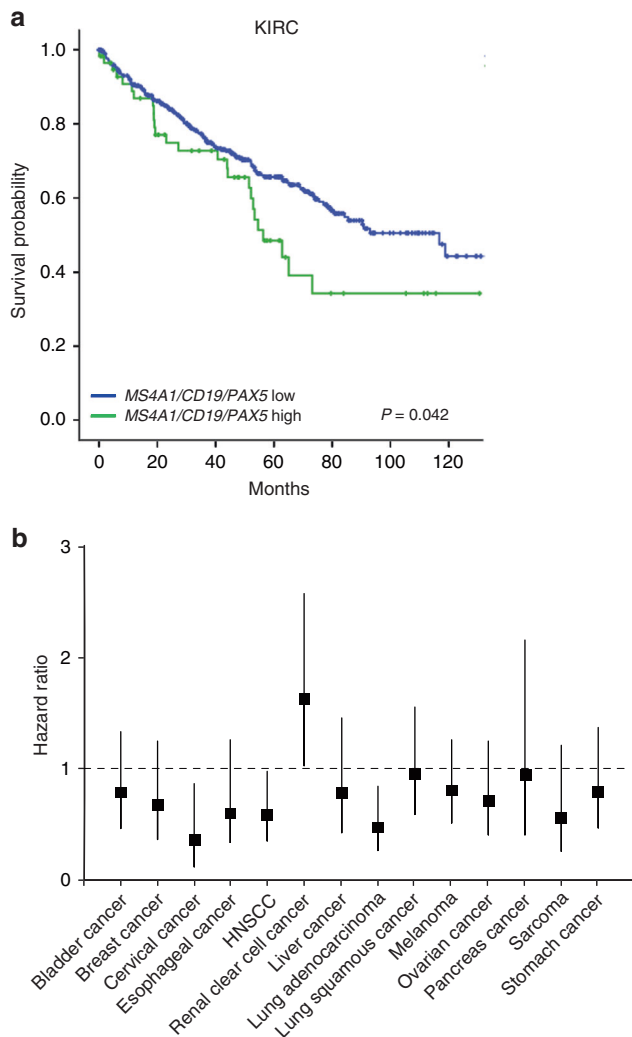 a
KIRC
1.0
0.8
0.6
0.4
0.2
0.0
Survival probability
MS4A1/CD19/PAX5 low
MS4A1/CD19/PAX5 high
P = 0.042
0 20 40 60 80 100 120
Months
b
3
2
1
0
Hazard ratio
Bladder cancer
Breast cancer
Cervical cancer
Esophageal cancer
HNSCC
Renal clear cell cancer
Liver cancer
Lung adenocarcinoma
Lung squamous cancer
Melanoma
Ovarian cancer
Pancreas cancer
Sarcoma
Stomach cancer